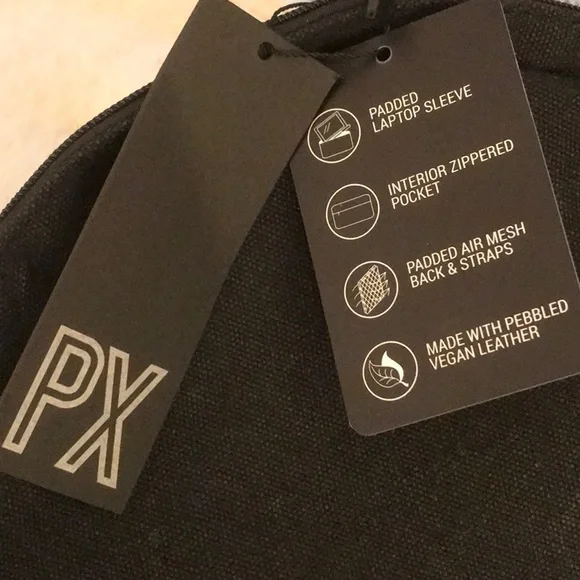 PX
PADDED
LAPTOP SLEEVE
INTERIOR ZIPPERED
POCKET
PADDED AIR MESH
BACK & STRAPS
MADE WITH PEBBLED
VEGAN LEATHER